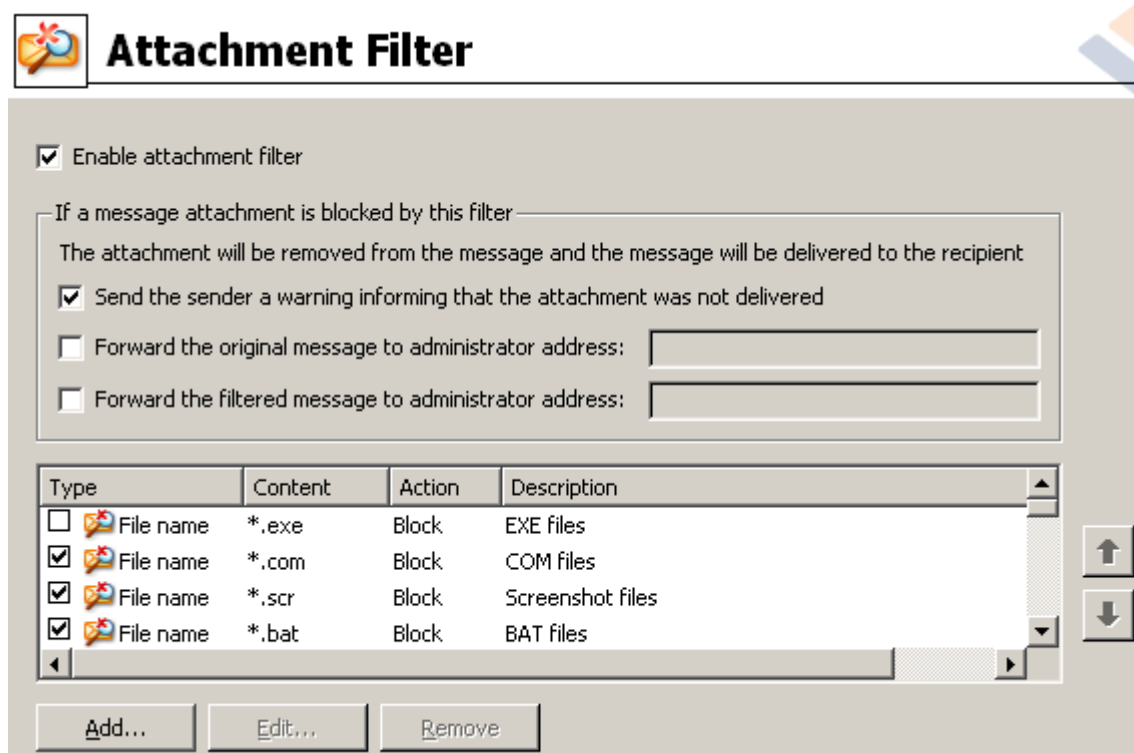 Attachment Filter
Enable attachment filter
If a message attachment is blocked by this filter
The attachment will be removed from the message and the message will be delivered to the recipient
Send the sender a warning informing that the attachment was not delivered
Forward the original message to administrator address:
Forward the filtered message to administrator address:
Type Content Action Description
File name *.exe Block EXE files
File name *.com Block COM files
File name *.scr Block Screenshot files
File name *.bat Block BAT files
Add... Edit... Remove